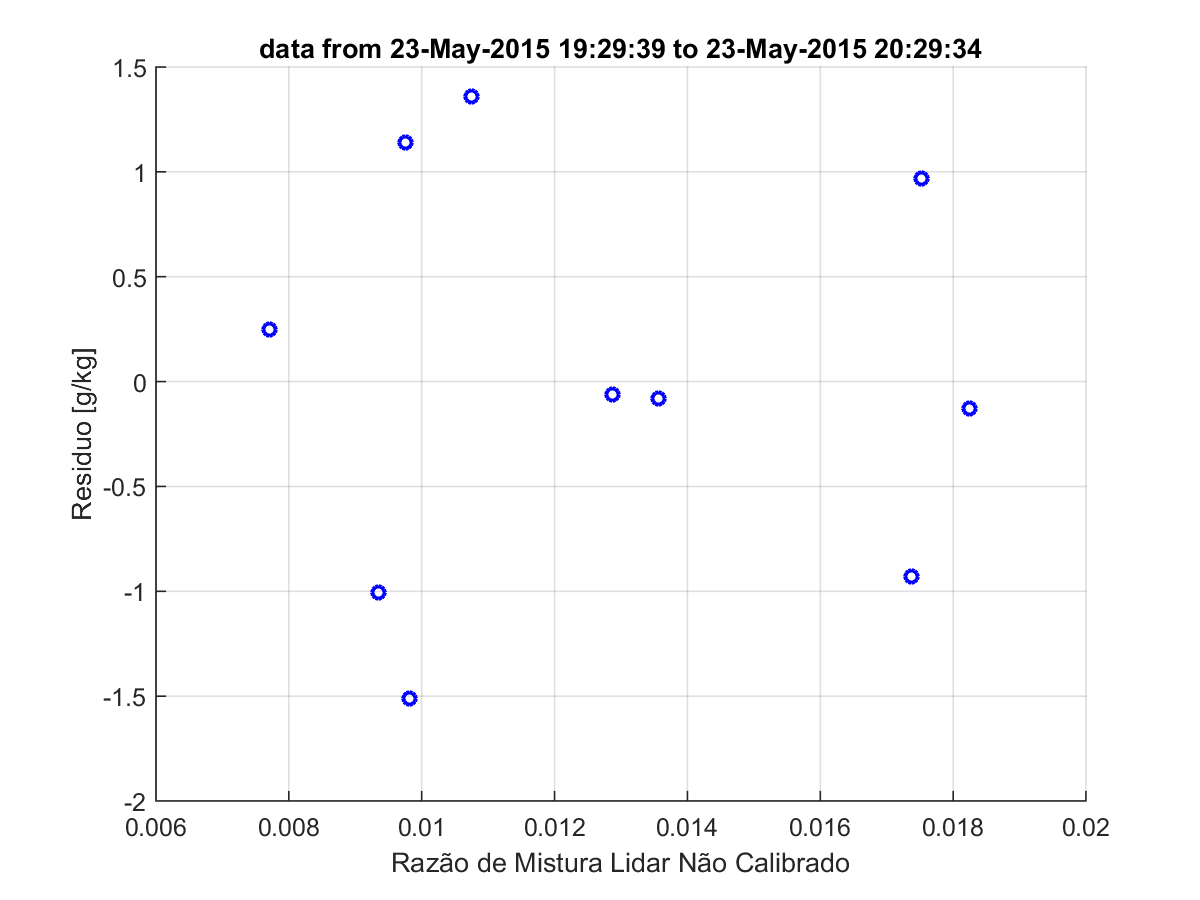 data from 23-May-2015 19:29:39 to 23-May-2015 20:29:34
1.5
1
0.5
0
-0.5
-1
-1.5
-2
Residuo [g/kg]
0.006 0.008 0.01 0.012 0.014 0.016 0.018 0.02
Razão de Mistura Lidar Não Calibrado